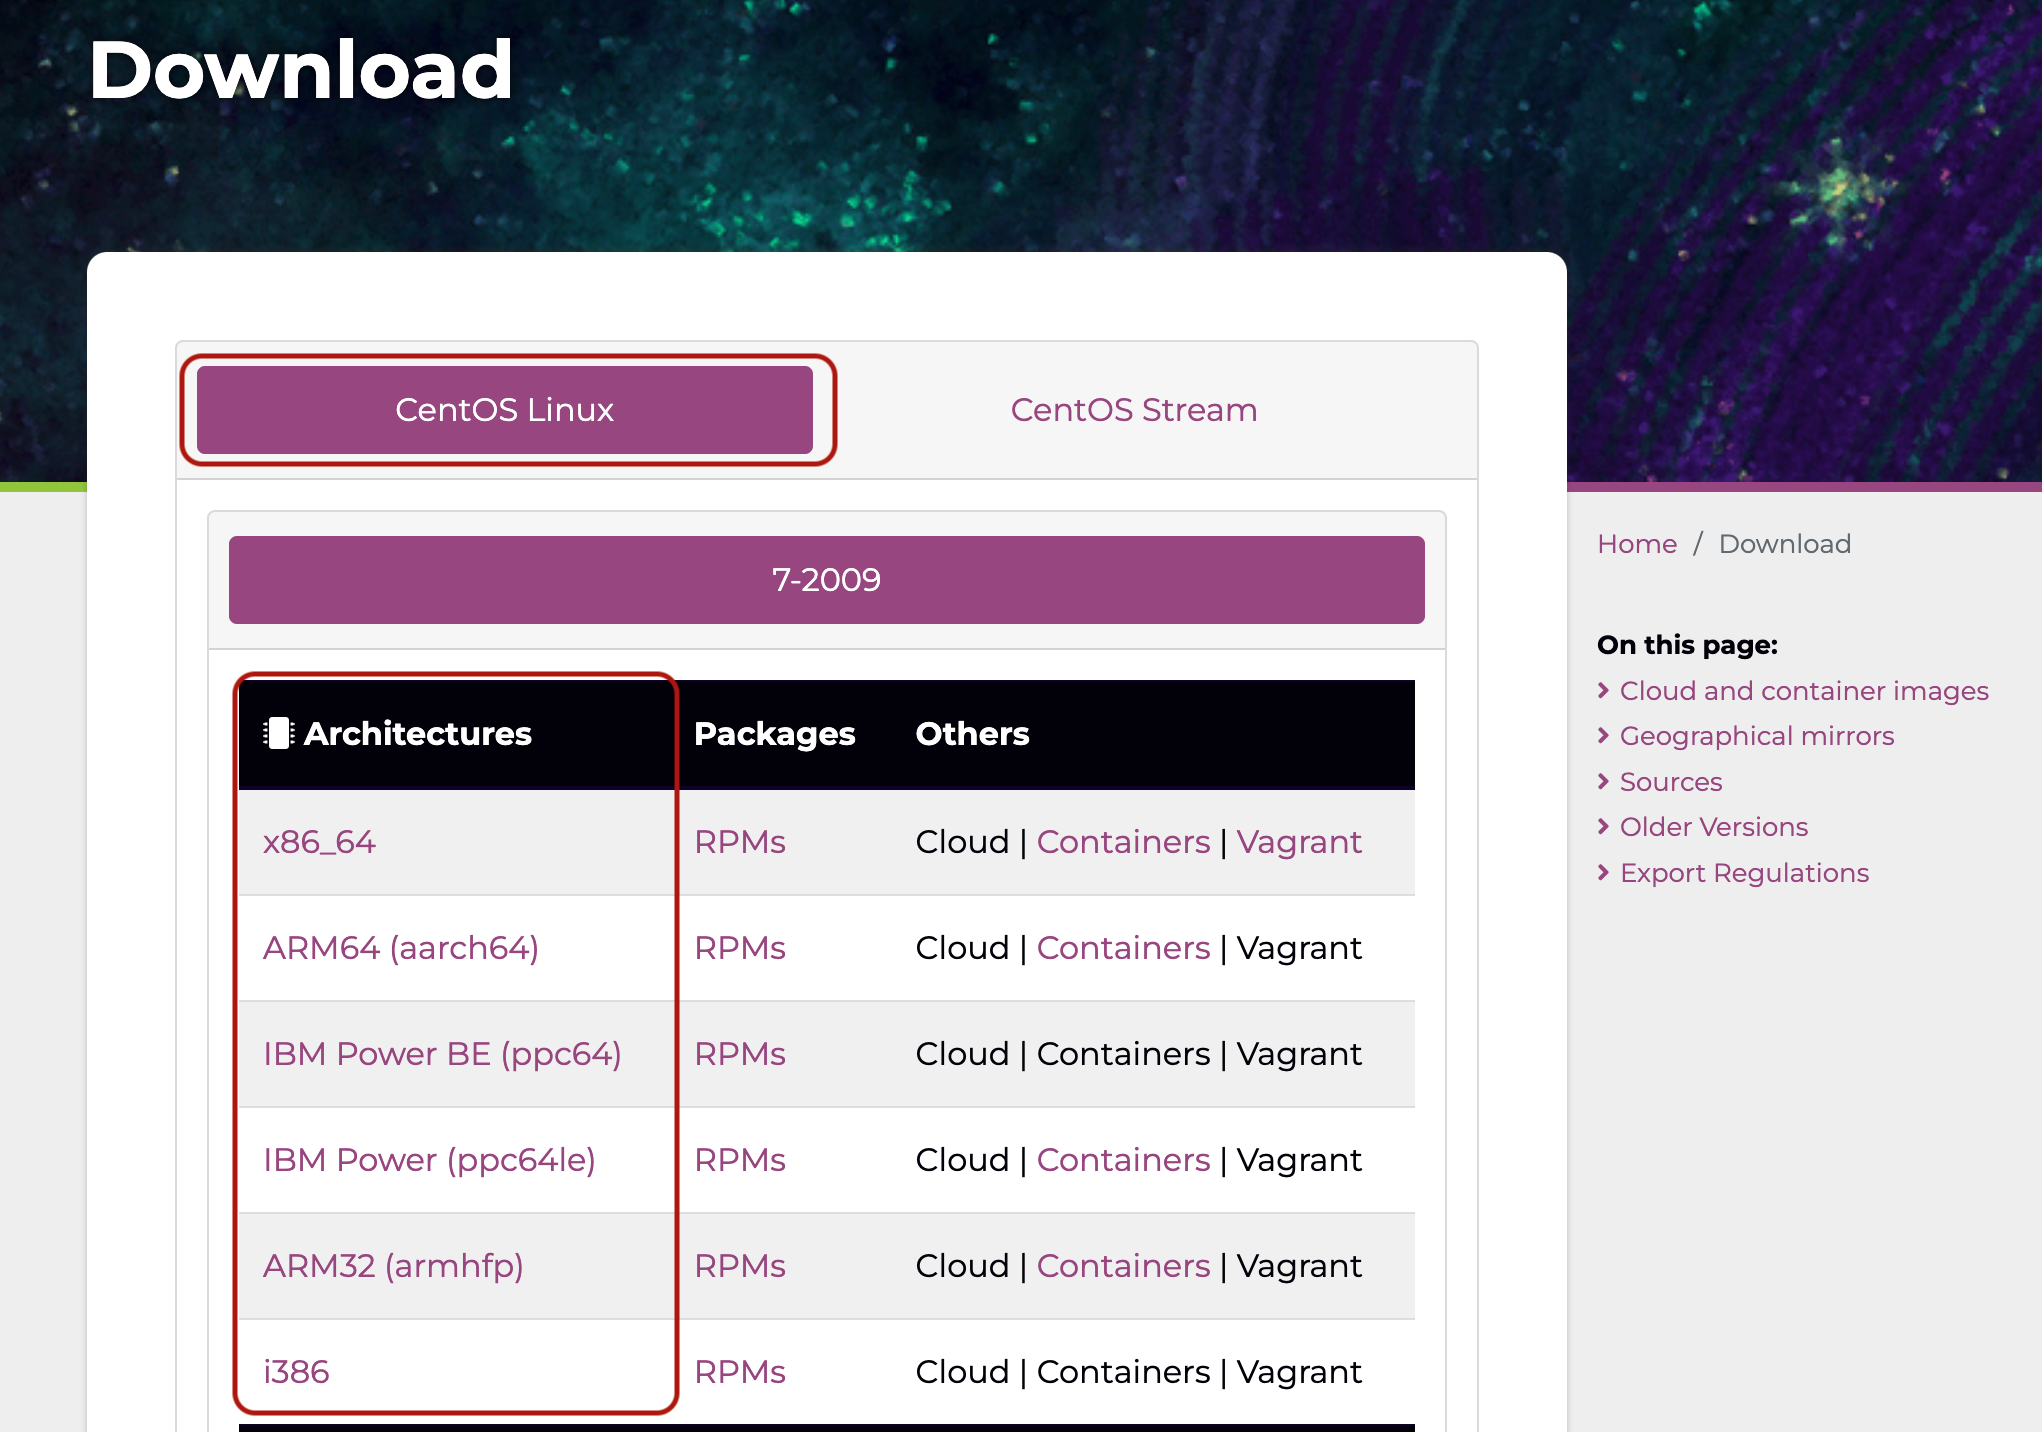 Download
CentOS Linux
CentOS Stream
7-2009
Architectures Packages Others
x86_64 RPMs Cloud | Containers | Vagrant
ARM64 (aarch64) RPMs Cloud | Containers | Vagrant
IBM Power BE (ppc64) RPMs Cloud | Containers | Vagrant
IBM Power (ppc64le) RPMs Cloud | Containers | Vagrant
ARM32 (armhfp) RPMs Cloud | Containers | Vagrant
i386 RPMs Cloud | Containers | Vagrant
Home / Download
On this page:
Cloud and container images
Geographical mirrors
Sources
Older Versions
Export Regulations